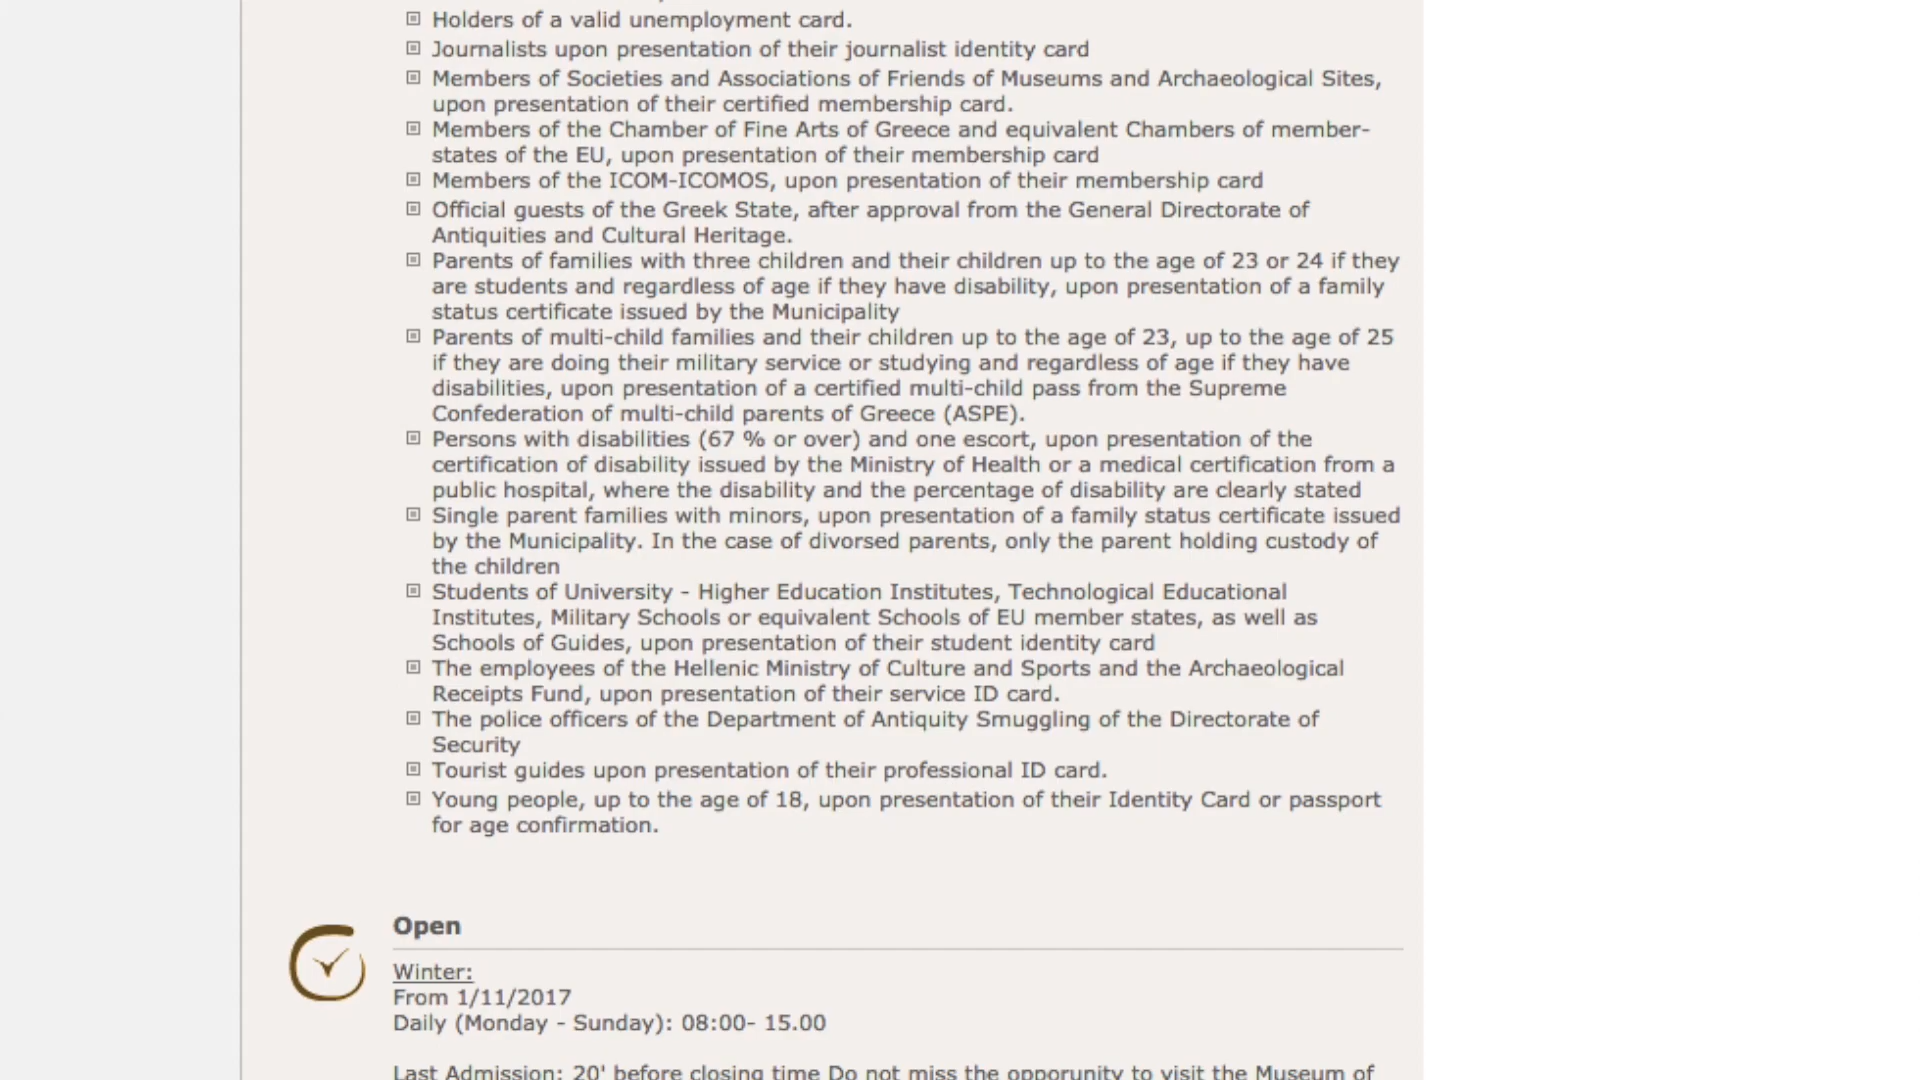 Holders of a valid unemployment card.
Journalists upon presentation of their journalist identity card
Members of Societies and Associations of Friends of Museums and Archaeological Sites,
upon presentation of their certified membership card.
Members of the Chamber of Fine Arts of Greece and equivalent Chambers of member-
states of the EU, upon presentation of their membership card
Members of the ICOM-ICOMOS, upon presentation of their membership card
Official guests of the Greek State, after approval from the General Directorate of
Antiquities and Cultural Heritage.
Parents of families with three children and their children up to the age of 23 or 24 if they
are students and regardless of age if they have disability, upon presentation of a family
status certificate issued by the Municipality
Parents of multi-child families and their children up to the age of 23, up to the age of 25
if they are doing their military service or studying and regardless of age if they have
disabilities, upon presentation of a certified multi-child pass from the Supreme
Confederation of multi-child parents of Greece (ASPE).
Persons with disabilities (67 % or over) and one escort, upon presentation of the
certification of disability issued by the Ministry of Health or a medical certification from a
public hospital, where the disability and the percentage of disability are clearly stated
Single parent families with minors, upon presentation of a family status certificate issued
by the Municipality. In the case of divorsed parents, only the parent holding custody of
the children
Students of University - Higher Education Institutes, Technological Educational
Institutes, Military Schools or equivalent Schools of EU member states, as well as
Schools of Guides, upon presentation of their student identity card
The employees of the Hellenic Ministry of Culture and Sports and the Archaeological
Receipts Fund, upon presentation of their service ID card.
The police officers of the Department of Antiquity Smuggling of the Directorate of
Security
Tourist guides upon presentation of their professional ID card.
Young people, up to the age of 18, upon presentation of their Identity Card or passport
for age confirmation.
Open
Winter:
From 1/11/2017
Daily (Monday - Sunday): 08:00- 15.00
Last Admission: 20' before closing time Do not miss the opporunity to visit the Museum of